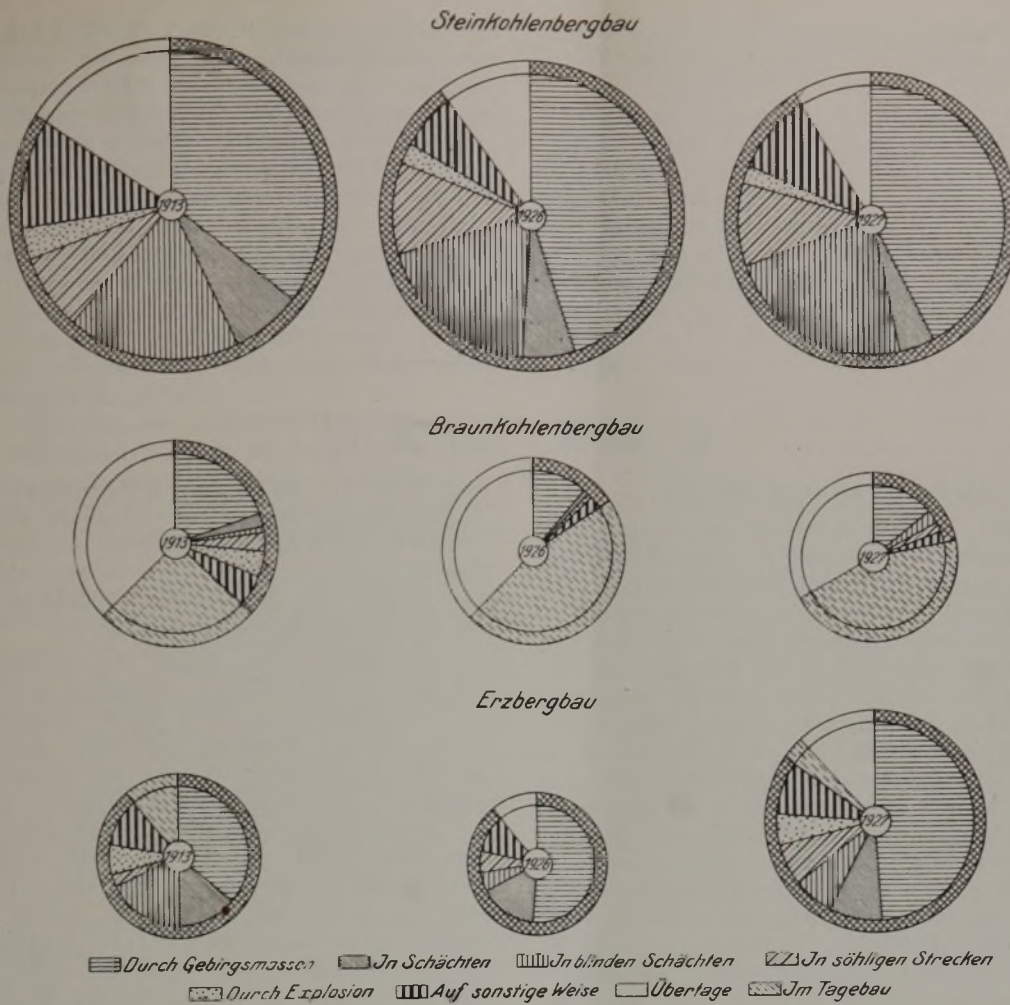 Steinkohlenbergbau
1913 1926 1927
Braunkohlenbergbau
1913 1926 1927
Erzbergbau
1913 1926 1927
Durch Gebirgsmassen Jn Schächten Jn blinden Schächten Jn söhligen Strecken
Durch Explosion Auf sonstige Weise Übertage Jm Tagebau